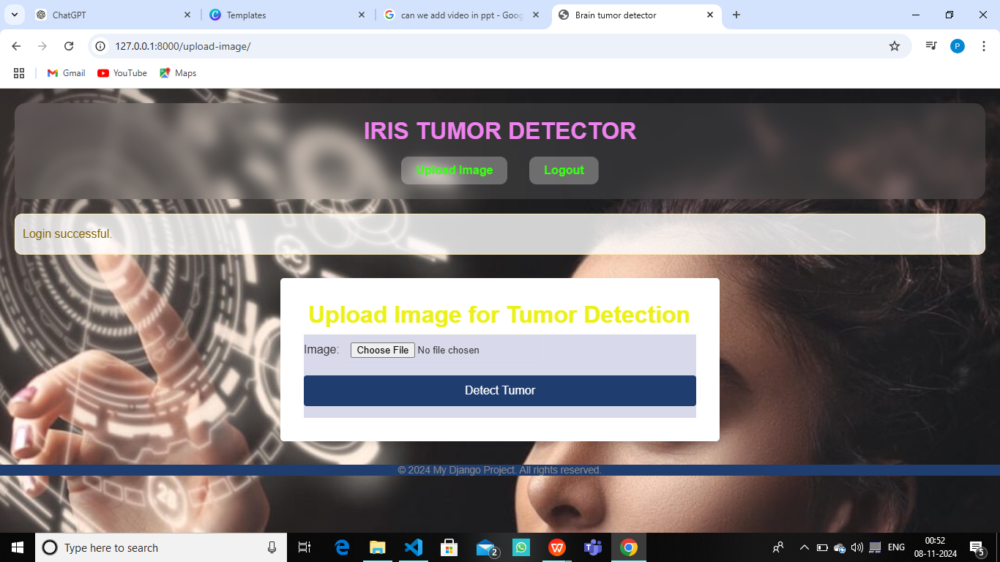 ChatGPT
Templates
can we add video in ppt - Goog
Brain tumor detector
127.0.0.1:8000/upload-image/
P
Gmail
YouTube
Maps
IRIS TUMOR DETECTOR
Upload Image
Logout
Login successful.
Upload Image for Tumor Detection
Image: Choose File No file chosen
Detect Tumor
© 2024 My Django Project. All rights reserved.
Type here to search
2
ENG
00:52
08-11-2024
5